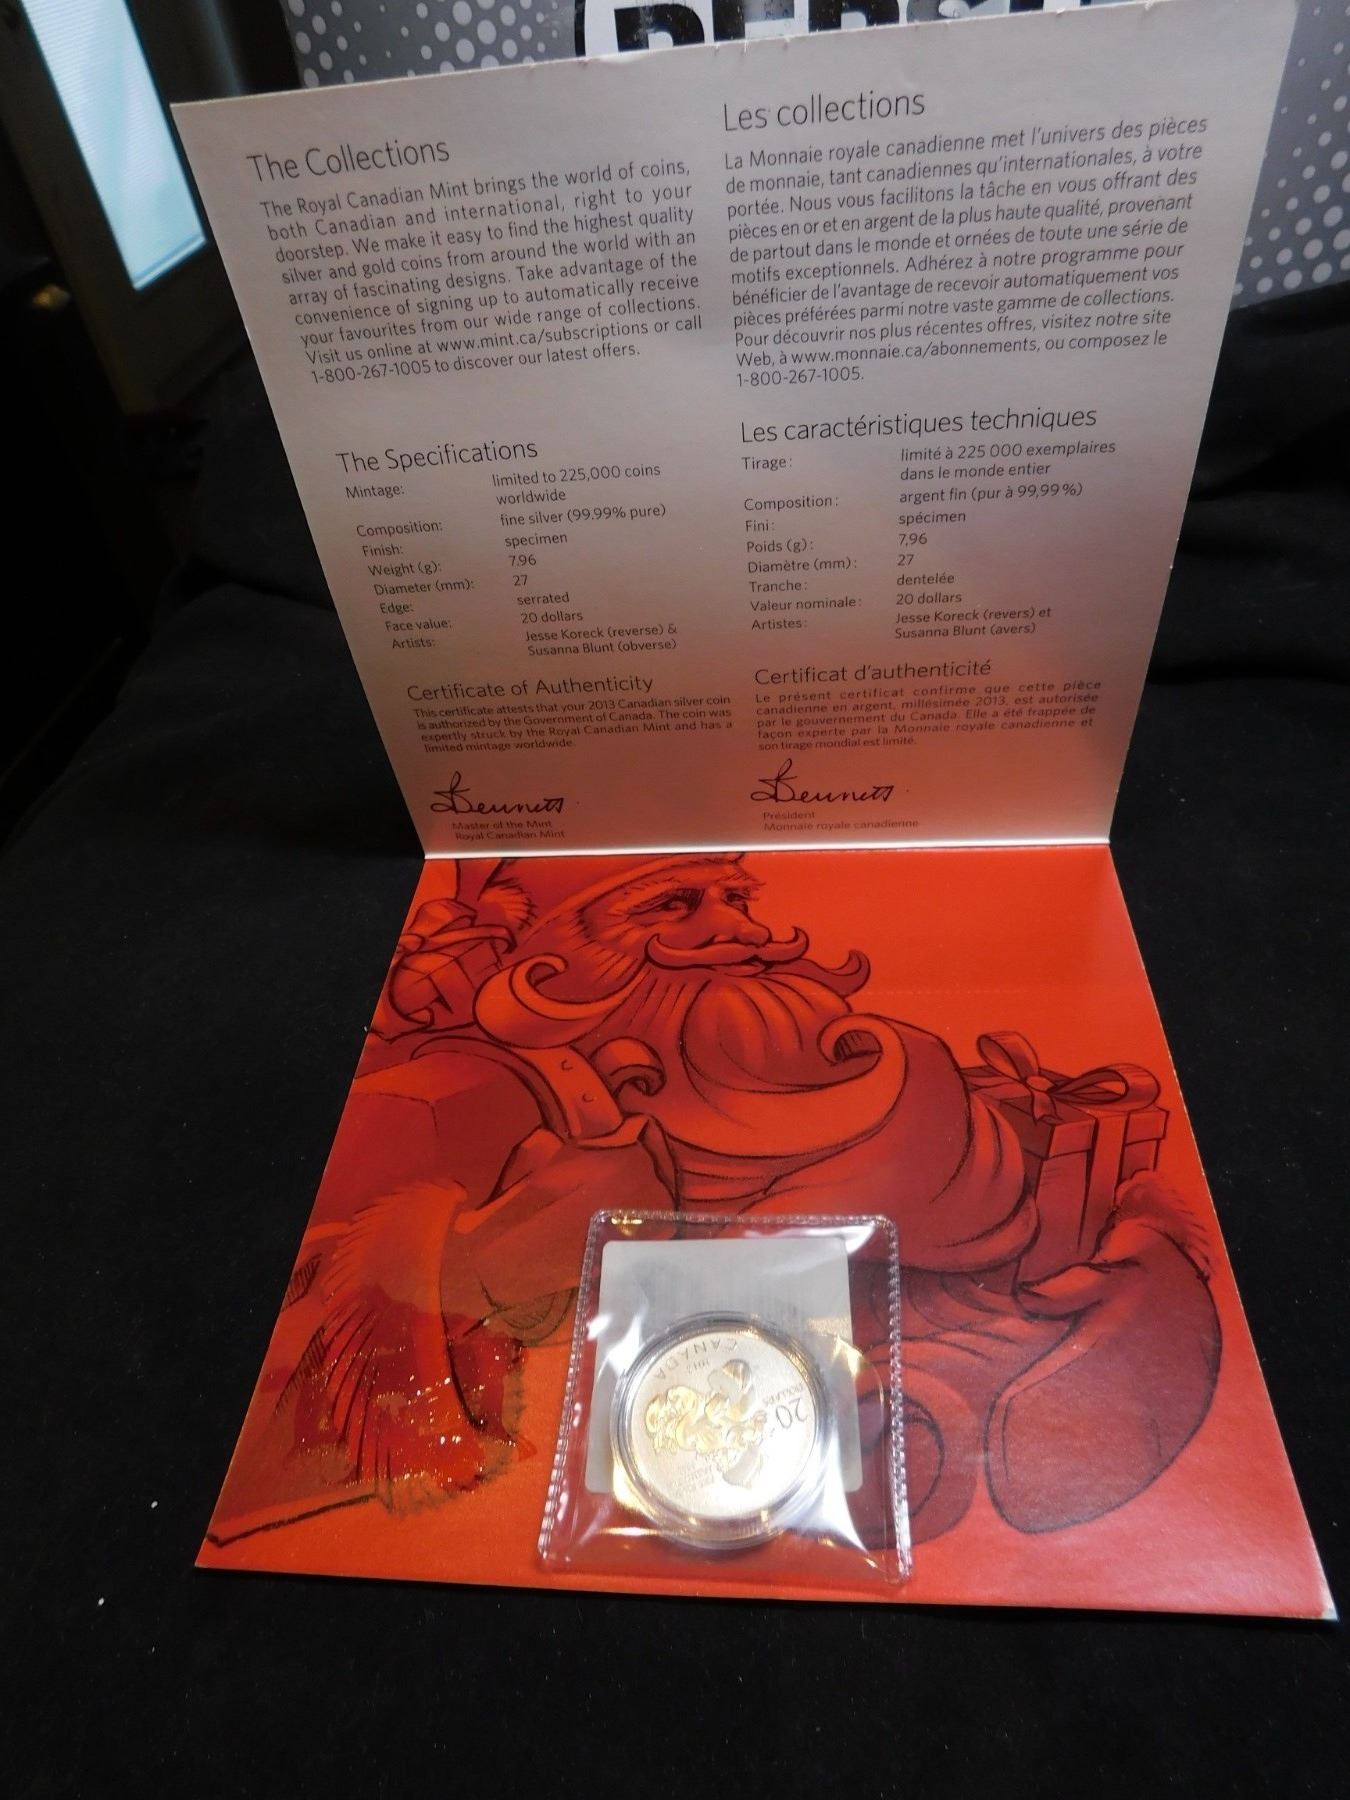 The Collections
The Royal Canadian Mint brings the world of coins,
both Canadian and international, right to your
doorstep. We make it easy to find the highest quality
silver and gold coins from around the world with an
array of fascinating designs. Take advantage of the
convenience of signing up to automatically receive
your favourites from our wide range of collections.
Visit us online at www.mint.ca/subscriptions or call
1-800-267-1005 to discover our latest offers.
The Specifications
Mintage: limited to 225,000 coins
worldwide
Composition: fine silver (99.99% pure)
Finish: specimen
Weight (g): 7.96
Diameter (mm): 27
Edge: serrated
Face value: 20 dollars
Artists: Jesse Koreck (reverse) &
Susanna Blunt (obverse)
Certificate of Authenticity
This certificate attests that your 2013 Canadian silver coin
is authorized by the Government of Canada. The coin was
expertly struck by the Royal Canadian Mint and has a
limited mintage worldwide.
Bennett
Master of the Mint
Royal Canadian Mint
Les collections
La Monnaie royale canadienne met l'univers des pièces
de monnaie, tant canadiennes qu'internationales, à votre
portée. Nous vous facilitons la tâche en vous offrant des
pièces en or et en argent de la plus haute qualité, provenant
de partout dans le monde et ornées de toute une série de
motifs exceptionnels. Adhérez à notre programme pour
bénéficier de l'avantage de recevoir automatiquement vos
pièces préférées parmi notre vaste gamme de collections.
Pour découvrir nos plus récentes offres, visitez notre site
Web, à www.monnaie.ca/abonnements, ou composez le
1-800-267-1005.
Les caractéristiques techniques
Tirage: limité à 225 000 exemplaires
dans le monde entier
Composition: argent fin (pur à 99,99 %)
Fini: spécimen
Poids (g): 7,96
Diamètre (mm): 27
Tranche: dentelée
Valeur nominale: 20 dollars
Artistes: Jesse Koreck (revers) et
Susanna Blunt (avers)
Certificat d'authenticité
Le présent certificat confirme que cette pièce
canadienne en argent, millésimée 2013, est autorisée
par le gouvernement du Canada. Elle a été frappée de
façon experte par la Monnaie royale canadienne et
son tirage mondial est limité.
Bennett
Président
Monnaie royale canadienne
CANADA
2013
20
DOLLARS